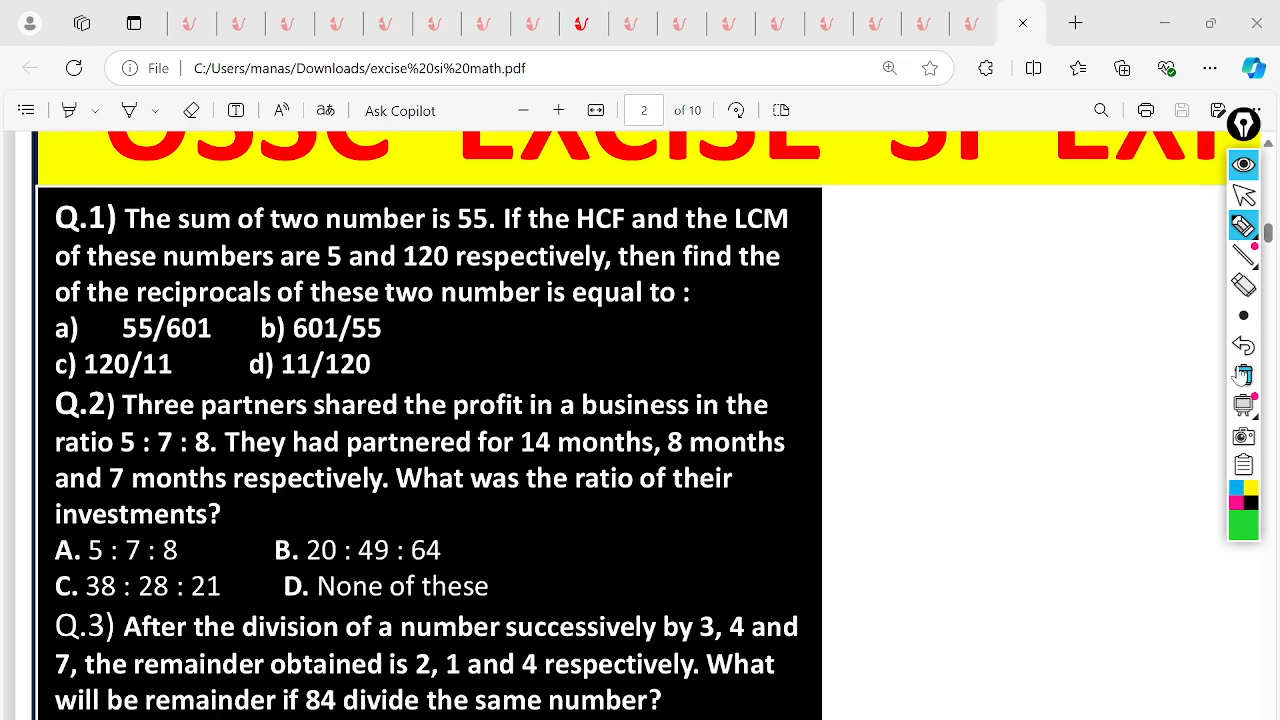 File C:/Users/manas/Downloads/excise%20si%20math.pdf
Ask Copilot 2 of 10
OSSC EXCISE SI EXA
Q.1) The sum of two number is 55. If the HCF and the LCM
of these numbers are 5 and 120 respectively, then find the
of the reciprocals of these two number is equal to :
a) 55/601 b) 601/55
c) 120/11 d) 11/120
Q.2) Three partners shared the profit in a business in the
ratio 5 : 7 : 8. They had partnered for 14 months, 8 months
and 7 months respectively. What was the ratio of their
investments?
A. 5 : 7 : 8 B. 20 : 49 : 64
C. 38 : 28 : 21 D. None of these
Q.3) After the division of a number successively by 3, 4 and
7, the remainder obtained is 2, 1 and 4 respectively. What
will be remainder if 84 divide the same number?